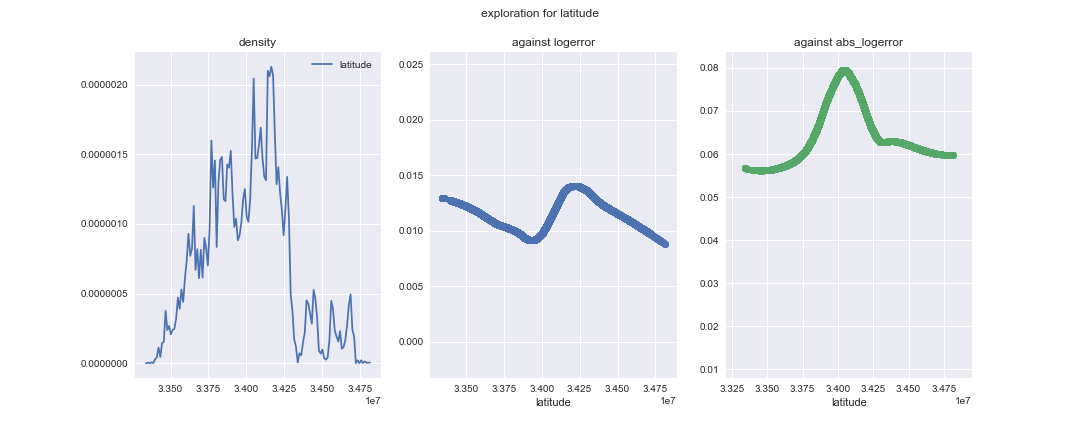 exploration for latitude
density
latitude
0.0000020
0.0000015
0.0000010
0.0000005
0.0000000
3.350 3.375 3.400 3.425 3.450 3.475
1e7
against logerror
0.025
0.020
0.015
0.010
0.005
0.000
3.350 3.375 3.400 3.425 3.450 3.475
latitude
1e7
against abs_logerror
0.08
0.07
0.06
0.05
0.04
0.03
0.02
0.01
3.325 3.350 3.375 3.400 3.425 3.450 3.475
latitude
1e7